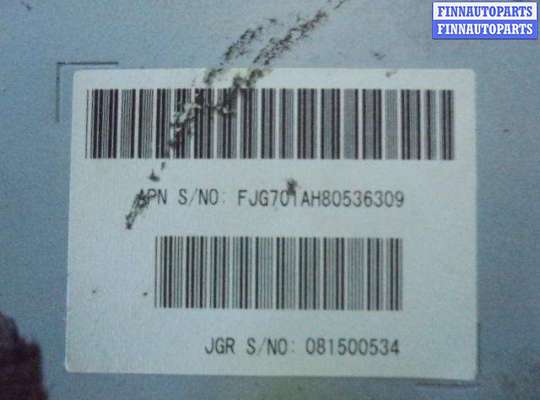 FINNAUTOPARTS
FINNAUTOPARTS
APN S/NO: FJG701AH80536309
JGR S/NO: 081500534